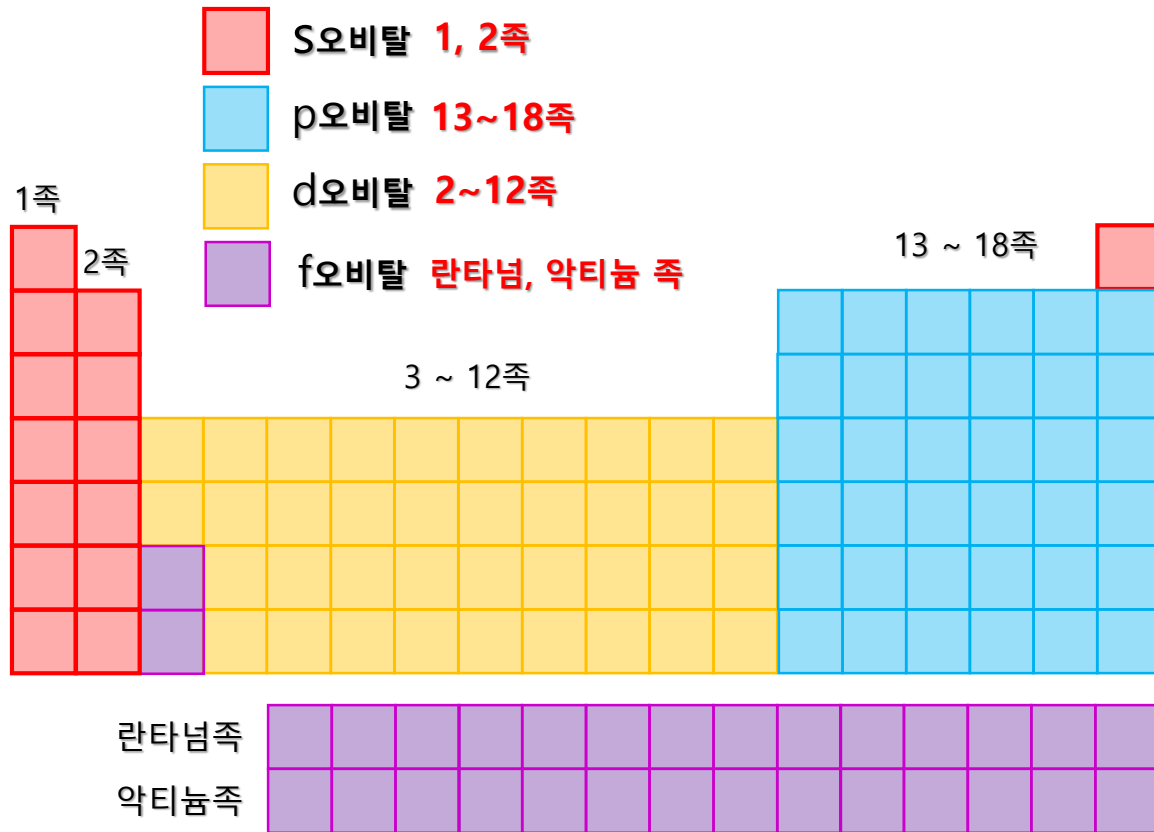 S오비탈 1, 2족
p오비탈 13~18족
d오비탈 2~12족
f오비탈 란타넘, 악티늄 족
1족
2족
13 ~ 18족
3 ~ 12족
란타넘족
악티늄족